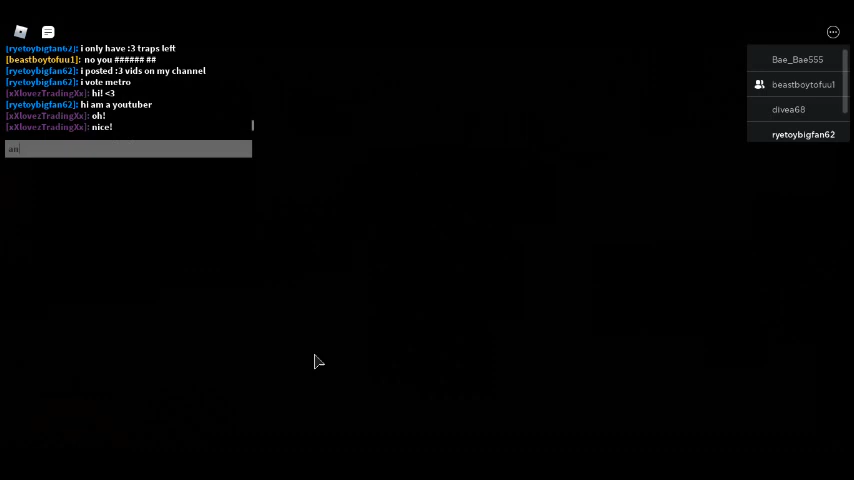 [ryetoybigfan62]: i only have :3 traps left
[beastboytofuu1]: no you ###### ##
[ryetoybigfan62]: i posted :3 vids on my channel
[ryetoybigfan62]: i vote metro
[xXlovezTradingXx]: hi! <3
[ryetoybigfan62]: hi am a youtuber
[xXlovezTradingXx]: oh!
[xXlovezTradingXx]: nice!
am
Bae_Bae555
beastboytofuu1
divea68
ryetoybigfan62